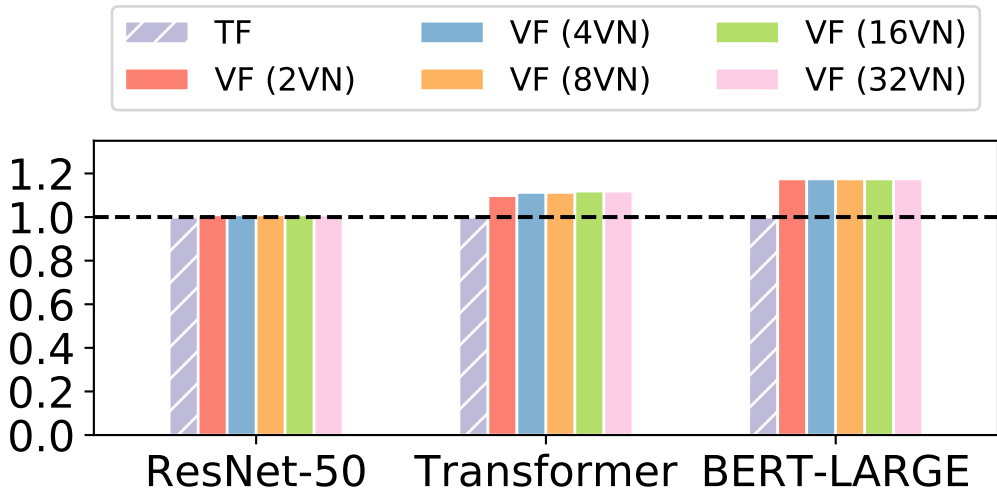 TF VF (4VN) VF (16VN)
VF (2VN) VF (8VN) VF (32VN)
1.2
1.0
0.8
0.6
0.4
0.2
0.0
ResNet-50 Transformer BERT-LARGE